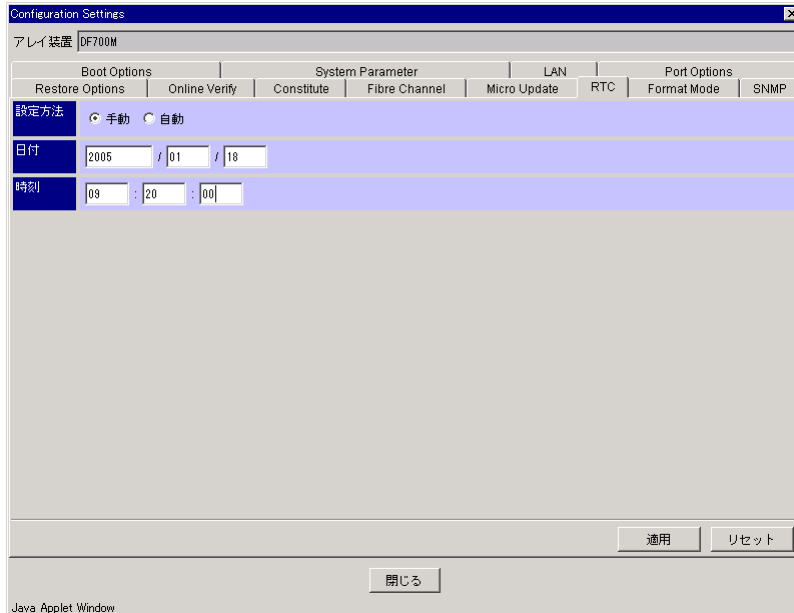 Configuration Settings
アレイ装置 DF700M
Boot Options System Parameter LAN Port Options
Restore Options Online Verify Constitute Fibre Channel Micro Update RTC Format Mode SNMP
設定方法 手動 自動
日付 2005 / 01 / 18
時刻 09 : 20 : 00
適用 リセット
閉じる
Java Applet Window